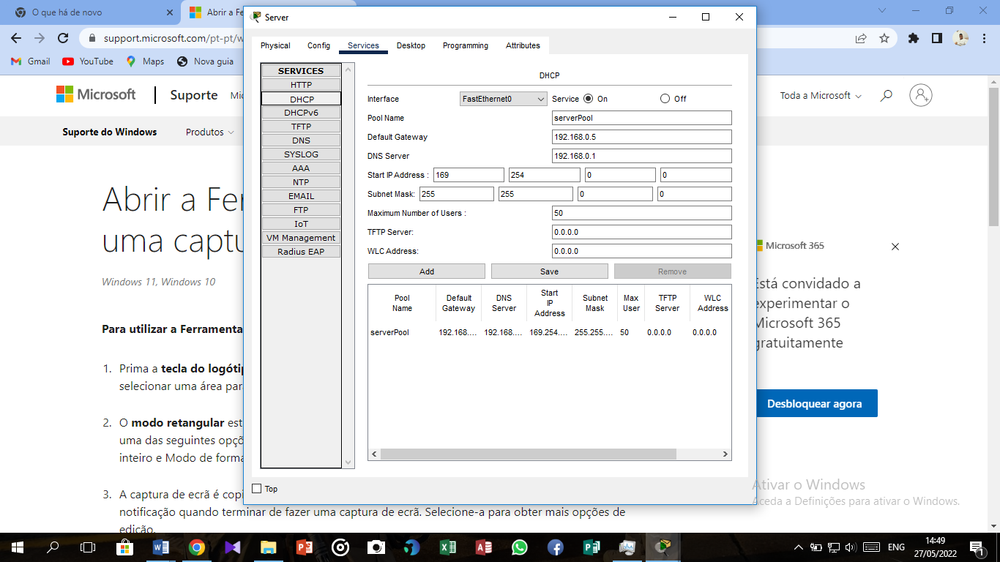 O que há de novo
Abrir a Fe
support.microsoft.com/pt-pt/w
Gmail
YouTube
Maps
Nova guia
Microsoft
Suporte
Mic
Toda a Microsoft
Suporte do Windows
Produtos
Abrir a Fer
uma captu
Windows 11, Windows 10
Para utilizar a Ferramenta
1. Prima a tecla do logótip
selecionar uma área par
2. O modo retangular est
uma das seguintes opçõ
inteiro e Modo de forma
3. A captura de ecrã é copi
notificação quando terminar de fazer uma captura de ecrã. Selecione-a para obter mais opções de
edição.
Server
Physical
Config
Services
Desktop
Programming
Attributes
SERVICES
HTTP
DHCP
DHCPv6
TFTP
DNS
SYSLOG
AAA
NTP
EMAIL
FTP
IoT
VM Management
Radius EAP
DHCP
Interface FastEthernet0 Service On Off
Pool Name serverPool
Default Gateway 192.168.0.5
DNS Server 192.168.0.1
Start IP Address : 169 254 0 0
Subnet Mask: 255 255 0 0
Maximum Number of Users : 50
TFTP Server: 0.0.0.0
WLC Address: 0.0.0.0
Add Save Remove
Pool Name
Default Gateway
DNS Server
Start IP Address
Subnet Mask
Max User
TFTP Server
WLC Address
serverPool 192.168.... 192.168.... 169.254.... 255.255.... 50 0.0.0.0 0.0.0.0
Top
Microsoft 365
Está convidado a
experimentar o
Microsoft 365
gratuitamente
Desbloquear agora
Ativar o Windows
Aceda a Definições para ativar o Windows.
ENG
14:49
27/05/2022
1